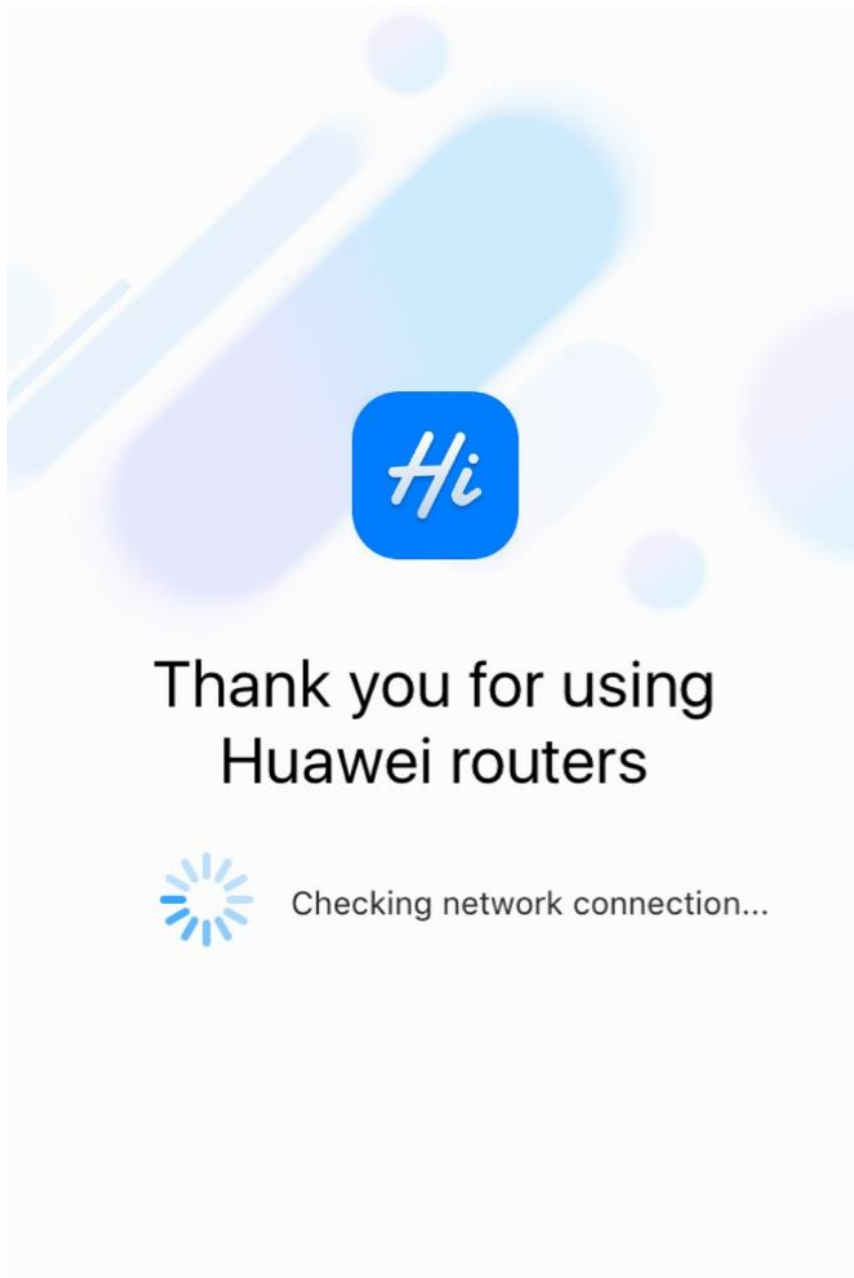 Hi
Thank you for using
Huawei routers
Checking network connection...